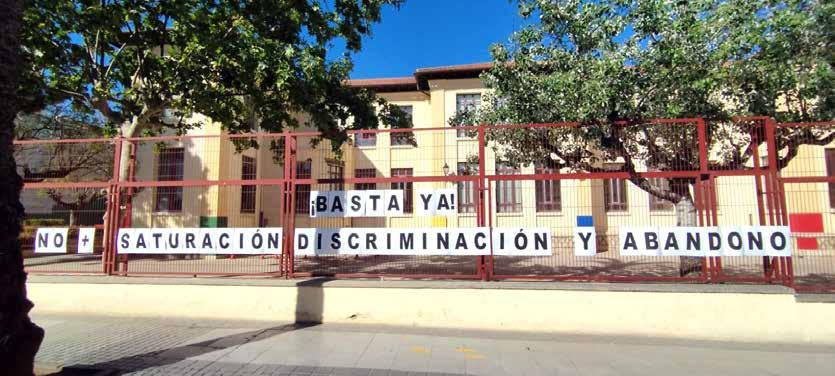 ¡BASTA YA!
NO + SATURACIÓN DISCRIMINACIÓN Y ABANDONO